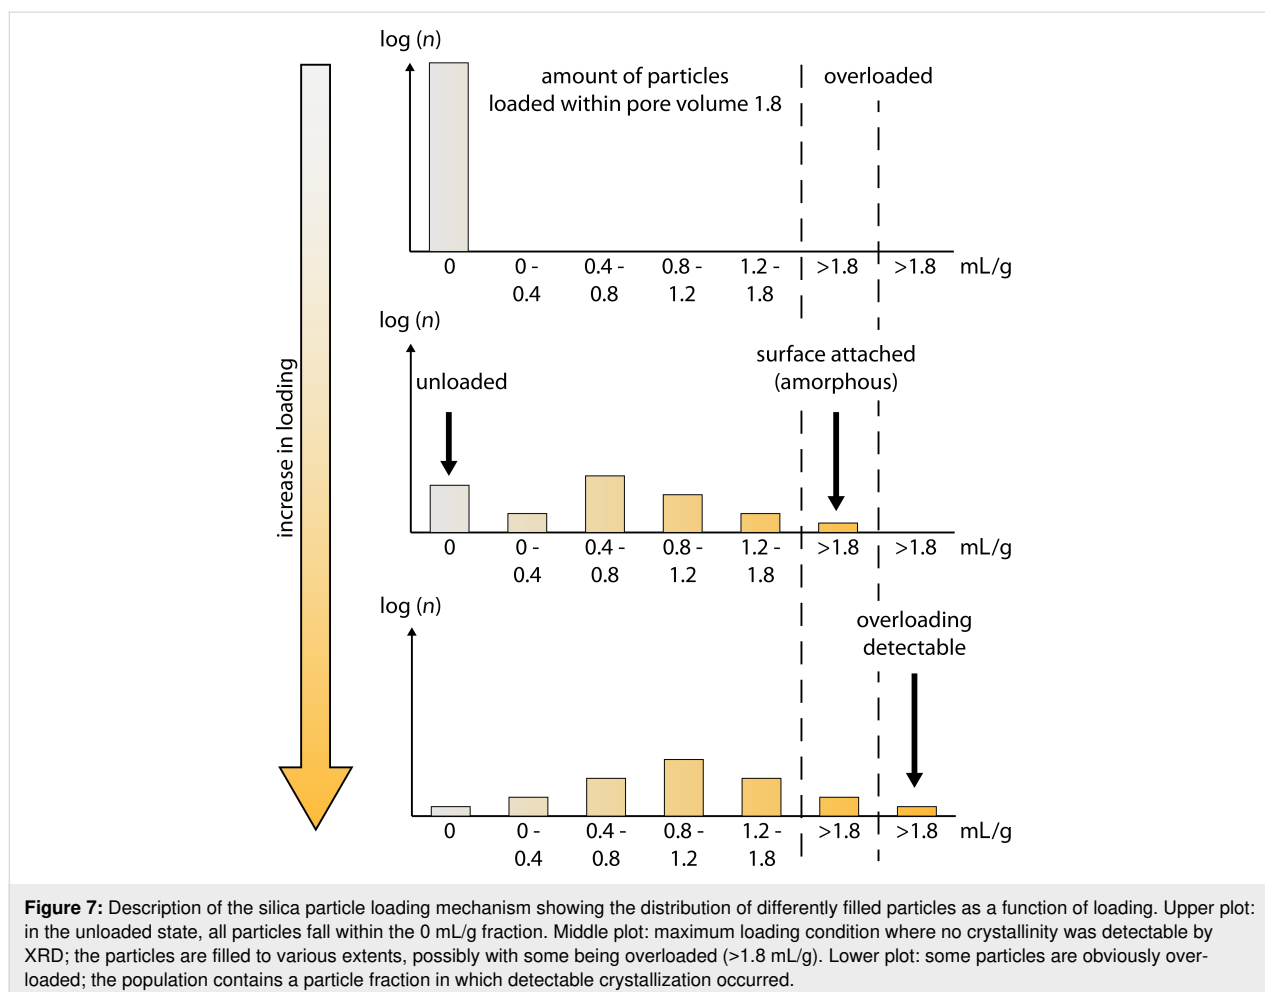 log (n)
amount of particles
loaded within pore volume 1.8
overloaded
0
0 -
0.4
0.4 -
0.8
0.8 -
1.2
1.2 -
1.8
>1.8
>1.8
mL/g
increase in loading
log (n)
unloaded
surface attached
(amorphous)
0
0 -
0.4
0.4 -
0.8
0.8 -
1.2
1.2 -
1.8
>1.8
>1.8
mL/g
log (n)
overloading
detectable
0
0 -
0.4
0.4 -
0.8
0.8 -
1.2
1.2 -
1.8
>1.8
>1.8
mL/g
Figure 7: Description of the silica particle loading mechanism showing the distribution of differently filled particles as a function of loading. Upper plot:
in the unloaded state, all particles fall within the 0 mL/g fraction. Middle plot: maximum loading condition where no crystallinity was detectable by
XRD; the particles are filled to various extents, possibly with some being overloaded (>1.8 mL/g). Lower plot: some particles are obviously over-
loaded; the population contains a particle fraction in which detectable crystallization occurred.